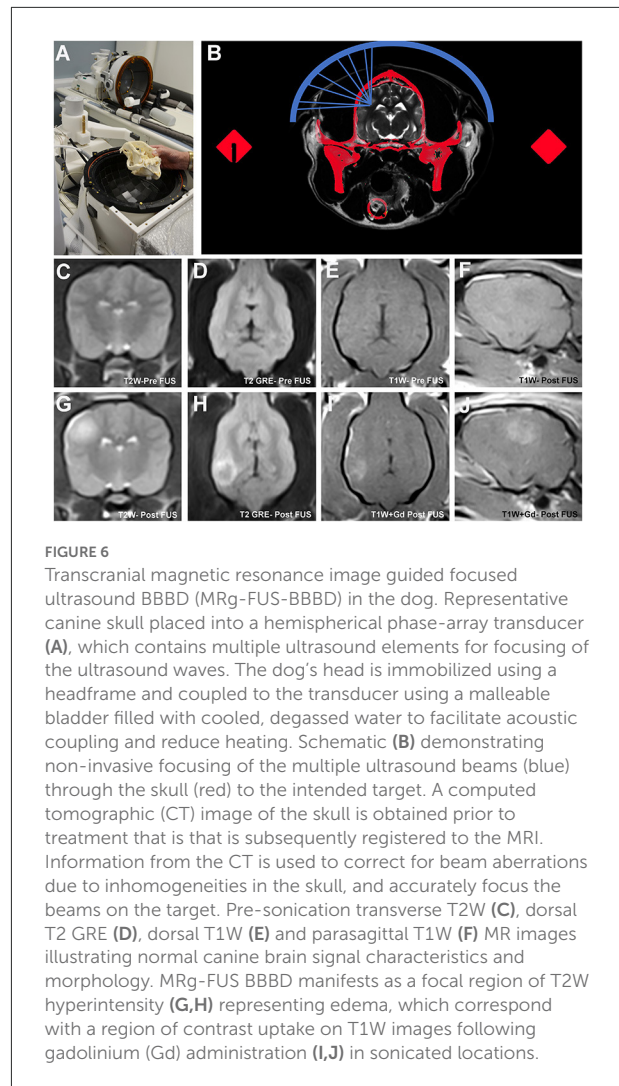 A
B
C
D
E
F
T2W-Pre FUS
T2 GRE- Pre FUS
T1W- Pre FUS
T1W- Post FUS
G
H
I
J
T2W- Post FUS
T2 GRE- Post FUS
T1W+Gd Post FUS
T1W+Gd- Post FUS
FIGURE 6
Transcranial magnetic resonance image guided focused
ultrasound BBBD (MRg-FUS-BBBD) in the dog. Representative
canine skull placed into a hemispherical phase-array transducer
(A), which contains multiple ultrasound elements for focusing of
the ultrasound waves. The dog's head is immobilized using a
headframe and coupled to the transducer using a malleable
bladder filled with cooled, degassed water to facilitate acoustic
coupling and reduce heating. Schematic (B) demonstrating
non-invasive focusing of the multiple ultrasound beams (blue)
through the skull (red) to the intended target. A computed
tomographic (CT) image of the skull is obtained prior to
treatment that is that is subsequently registered to the MRI.
Information from the CT is used to correct for beam aberrations
due to inhomogeneities in the skull, and accurately focus the
beams on the target. Pre-sonication transverse T2W (C), dorsal
T2 GRE (D), dorsal T1W (E) and parasagittal T1W (F) MR images
illustrating normal canine brain signal characteristics and
morphology. MRg-FUS BBBD manifests as a focal region of T2W
hyperintensity (G,H) representing edema, which correspond
with a region of contrast uptake on T1W images following
gadolinium (Gd) administration (I,J) in sonicated locations.